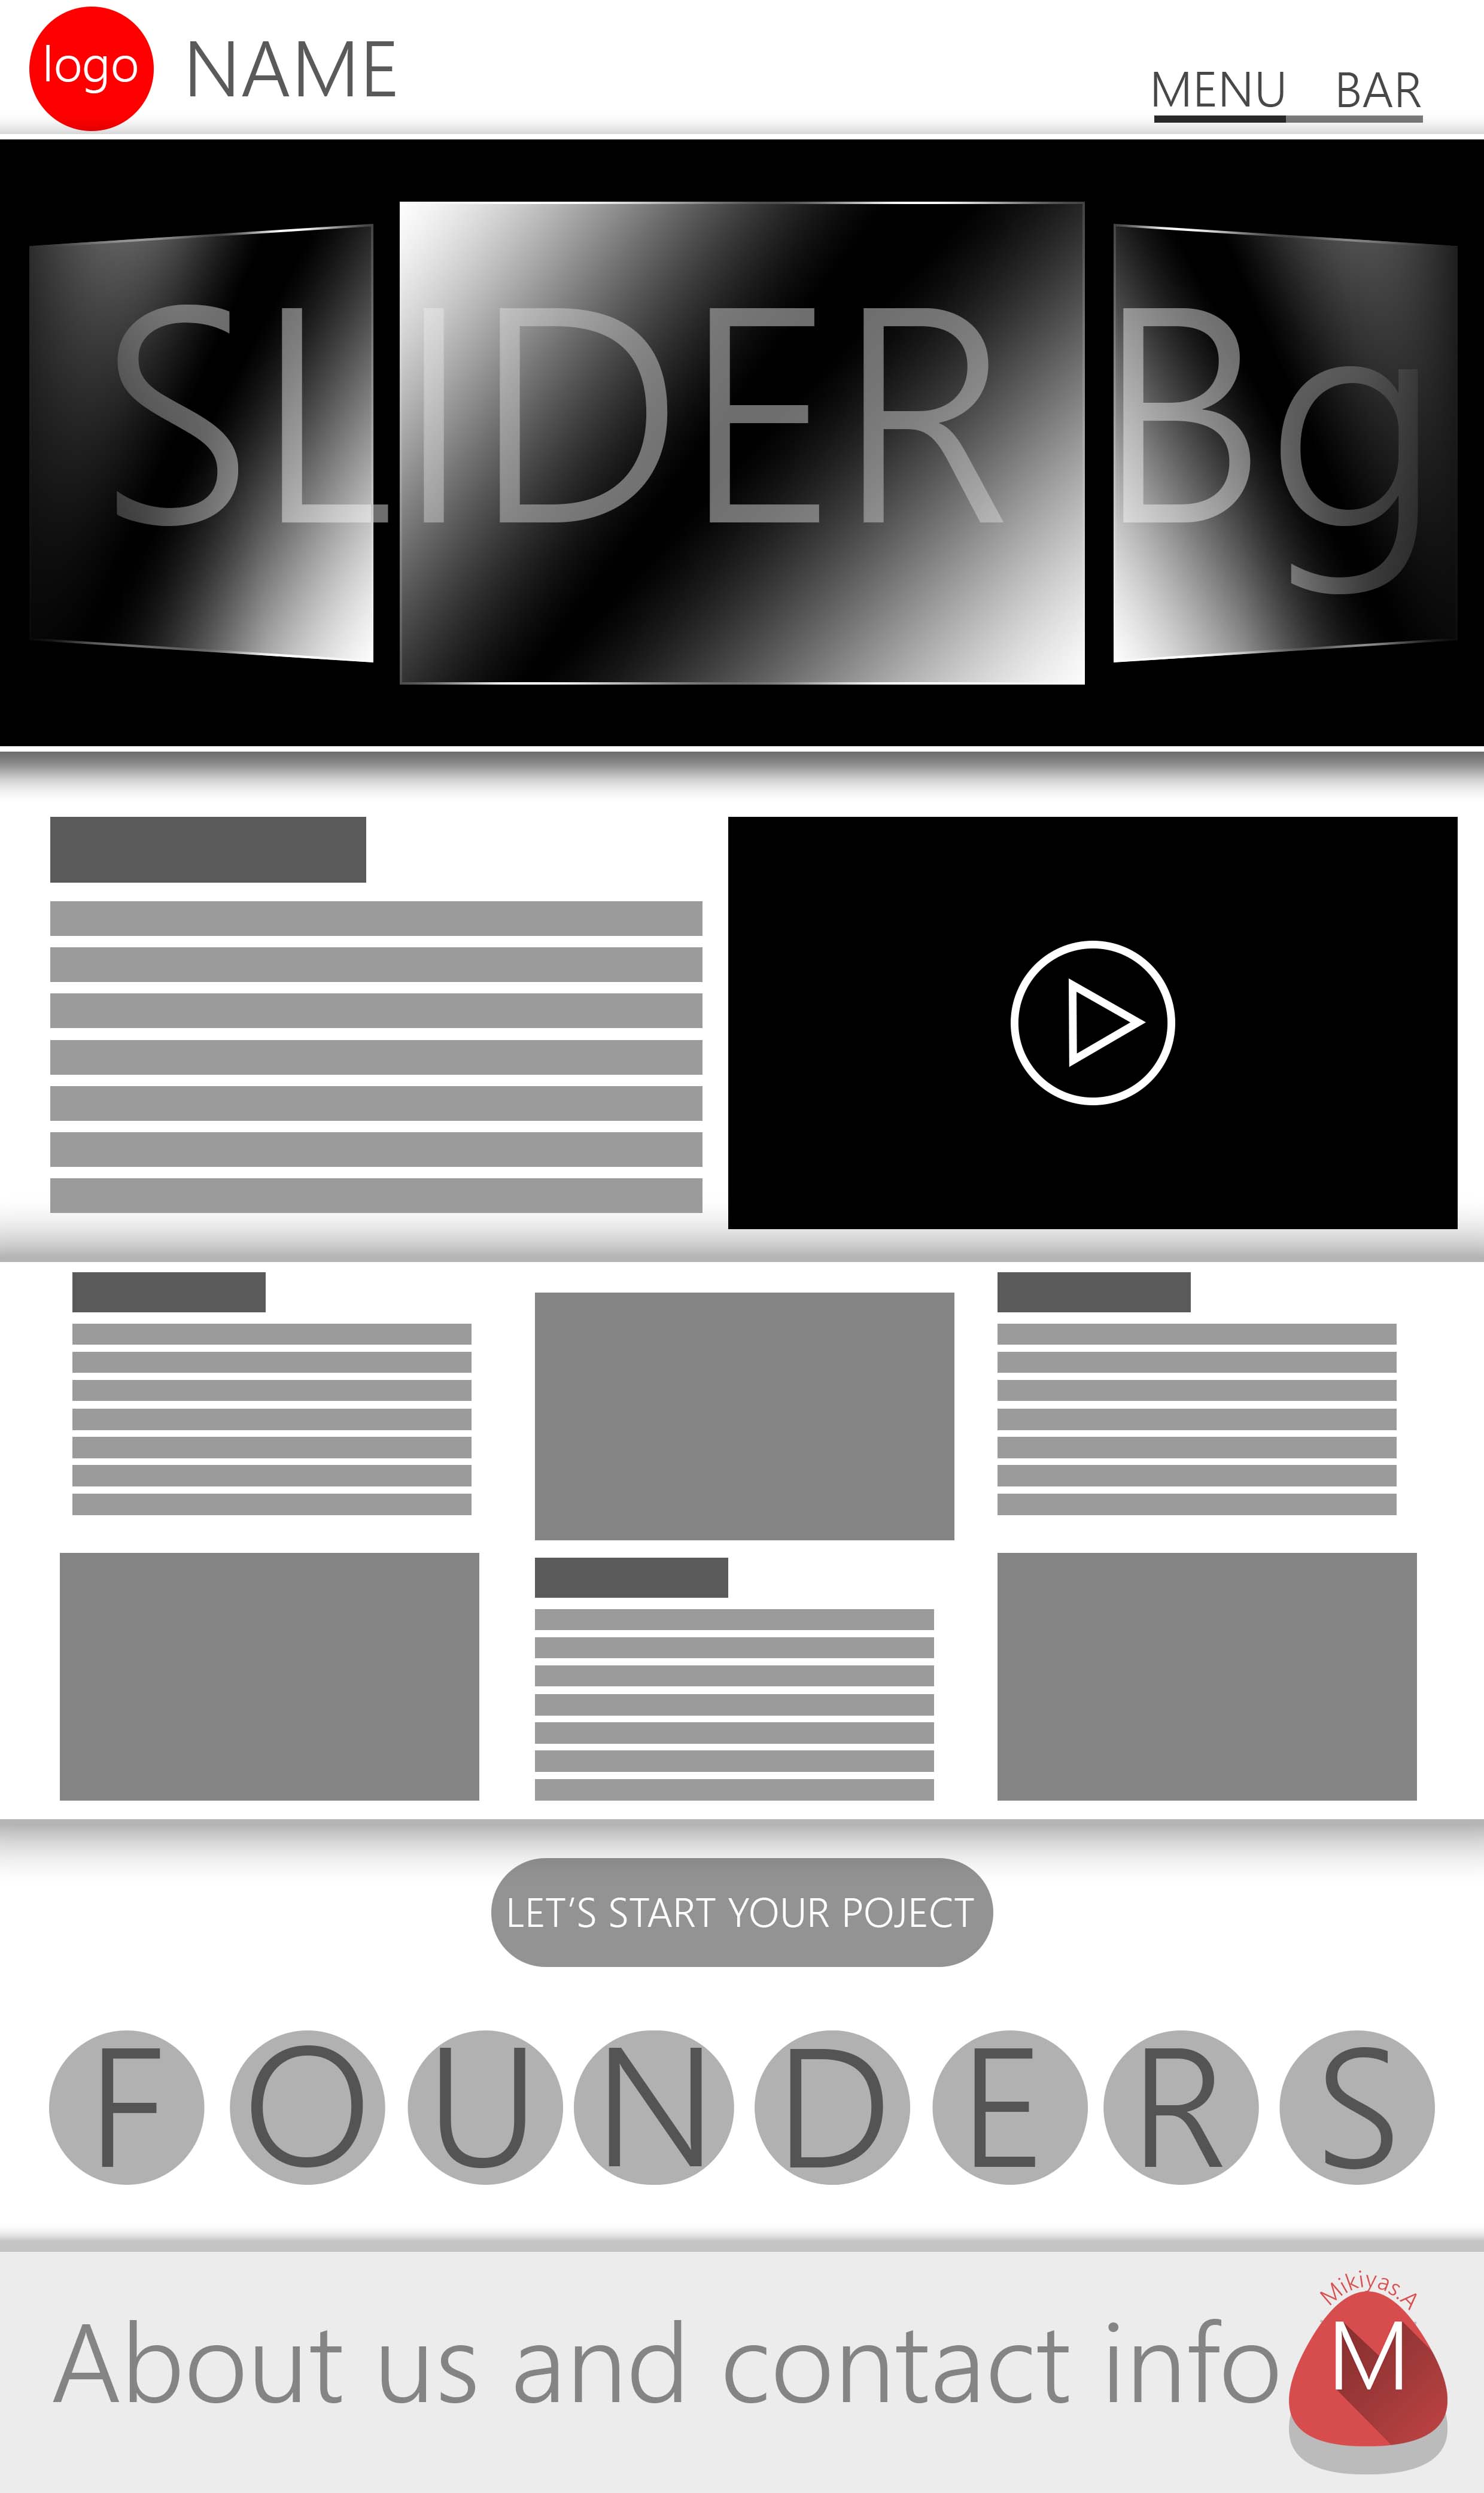 logo
NAME
MENU BAR
SLIDER Bg
LET'S START YOUR POJECT
FOUNDERS
About us and contact info
Mikiyas.A
M